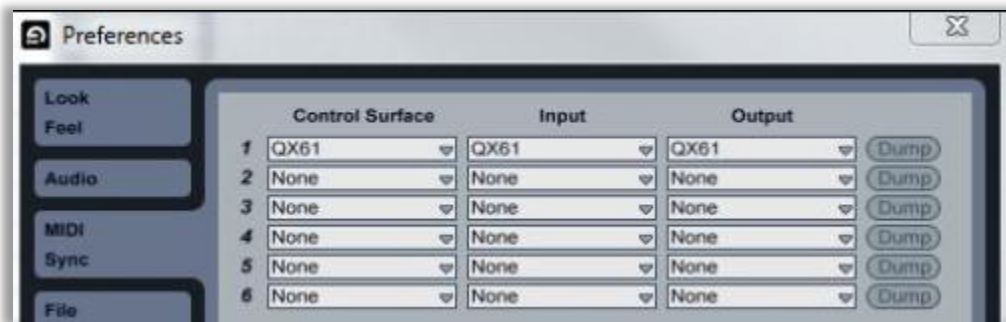 Preferences
Look
Feel
Audio
MIDI
Sync
File
Control Surface Input Output
1 QX61 QX61 QX61 Dump
2 None None None Dump
3 None None None Dump
4 None None None Dump
5 None None None Dump
6 None None None Dump